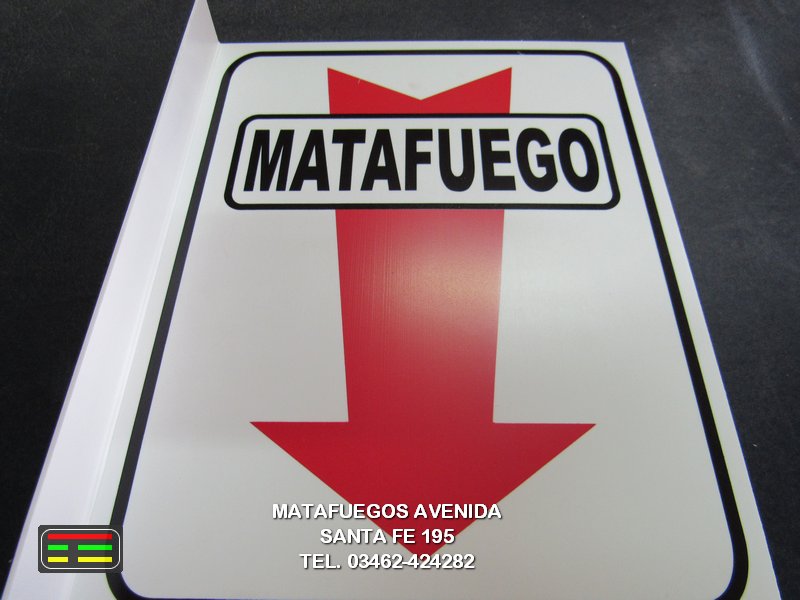 MATAFUEGO
MATAFUEGOS AVENIDA
SANTA FE 195
TEL. 03462-424282